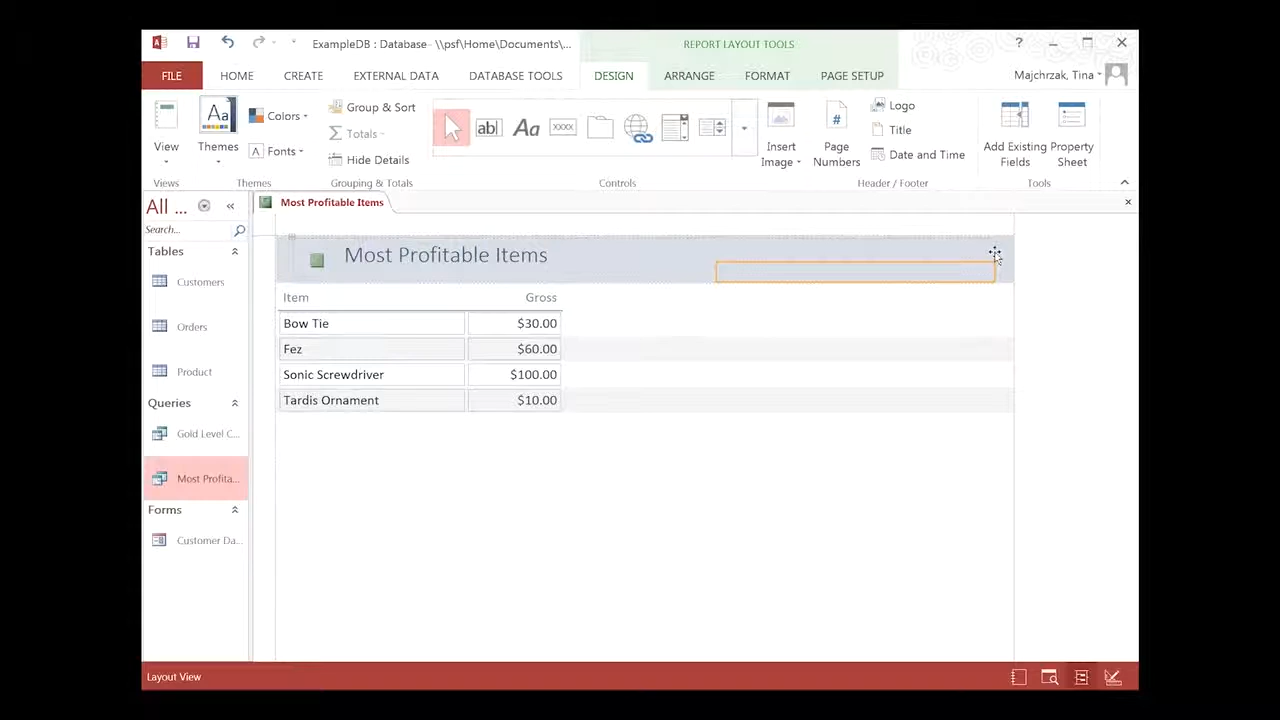 ExampleDB : Database- \\psf\Home\Documents\...
REPORT LAYOUT TOOLS
?
FILE HOME CREATE EXTERNAL DATA DATABASE TOOLS DESIGN ARRANGE FORMAT PAGE SETUP Majchrzak, Tina
View
Views
Aa
Themes
Colors
Fonts
Themes
Group & Sort
Totals
Hide Details
Grouping & Totals
ab
Aa
XXXX
Controls
Insert
Image
#
Page
Numbers
Logo
Title
Date and Time
Header / Footer
Add Existing
Fields
Property
Sheet
Tools
All ...
Search...
Tables
Customers
Orders
Product
Queries
Gold Level C...
Most Profita...
Forms
Customer Da...
Most Profitable Items
Most Profitable Items
Item Gross
Bow Tie $30.00
Fez $60.00
Sonic Screwdriver $100.00
Tardis Ornament $10.00
Layout View